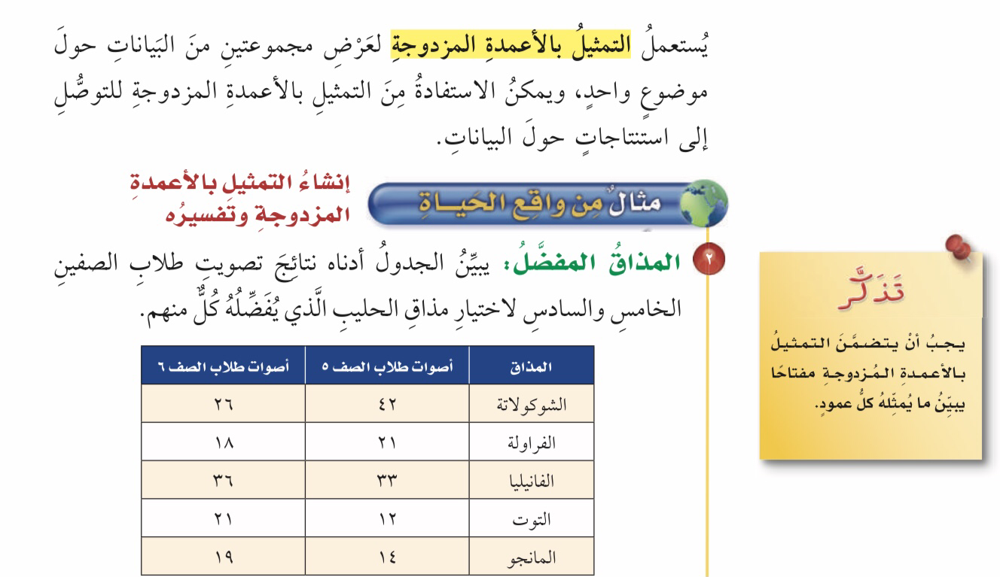 يُستعملُ التمثيلُ بالأعمدةِ المزدوجةِ لعَرْضِ مجموعتينِ منَ البَياناتِ حولَ
موضوعٍ واحدٍ، ويمكنُ الاستفادةُ مِنَ التمثيلِ بالأعمدةِ المزدوجةِ للتوصُّلِ
إلى استنتاجاتٍ حولَ البياناتِ.
مثالٌ مِن واقِعِ الحَياةِ
إنشاءُ التمثيلِ بالأعمدةِ
المزدوجةِ وتفسيرُه
٢ المذاقُ المفضَّلُ: يبيِّنُ الجدولُ أدناه نتائِجَ تصويتِ طلابِ الصفينِ
الخامسِ والسادسِ لاختيارِ مذاقِ الحليبِ الَّذي يُفَضِّلُهُ كُلٌّ منهم.
تَذَكَّر
يجبُ أنْ يتضمَّنَ التمثيلُ
بالأعمدةِ المُزدوجةِ مفتاحًا
يبيّنُ ما يُمثِّلهُ كلُّ عمودٍ.
المذاق أصوات طلاب الصف ٥ أصوات طلاب الصف ٦
الشوكولاتة ٤٢ ٢٦
الفراولة ٢١ ١٨
الفانيليا ٣٣ ٣٦
التوت ١٢ ٢١
المانجو ١٤ ١٩